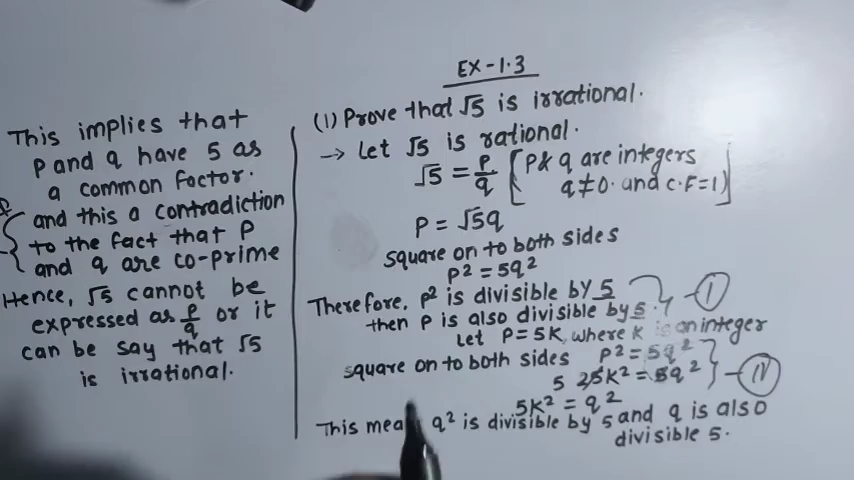 EX-1.3
(1) Prove that √5 is irrational.
→ Let √5 is rational.
√5 = p/q [P & q are integers
q ≠ 0. and C.F = 1]
P = √5q
square on to both sides
P² = 5q²
Therefore, P² is divisible by 5
then P is also divisible by 5. — I
Let P = 5K, where K is an integer
square on to both sides P² = 5q²
5 25K² = 5q² — IV
5K² = q²
This mea q² is divisible by 5 and q is also
divisible 5.
This implies that
P and q have 5 as
a common factor.
and this a contradiction
to the fact that P
and q are co-prime
Hence, √5 cannot be
expressed as p/q or it
can be say that √5
is irrational.